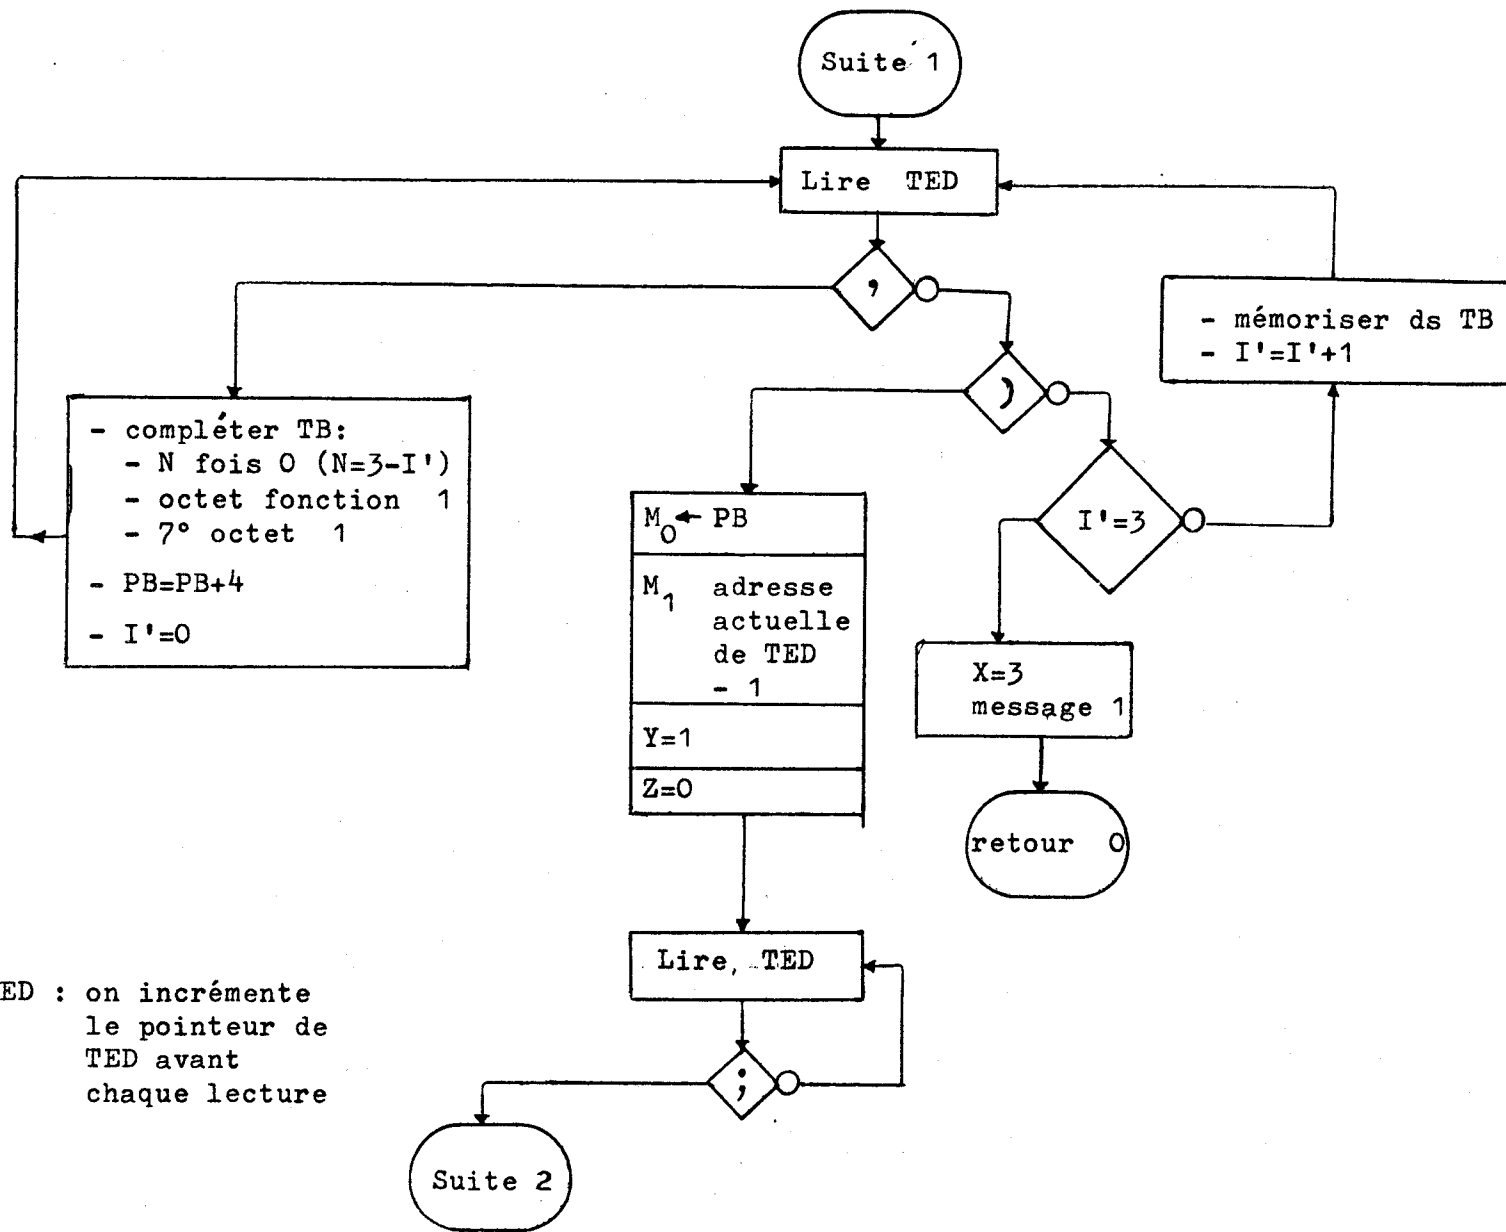 Suite 1
Lire TED
,
)
- mémoriser ds TB
- I'=I'+1
- compléter TB:
- N fois 0 (N=3-I')
- octet fonction 1
- 7° octet 1
- PB=PB+4
- I'=0
M0 ← PB
M1 adresse
actuelle
de TED
- 1
Y=1
Z=0
I'=3
X=3
message 1
retour 0
Lire, TED
;
ED : on incrémente
le pointeur de
TED avant
chaque lecture
Suite 2